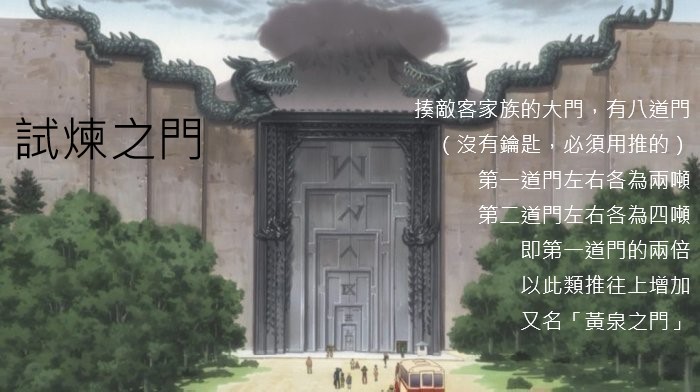 試煉之門
揍敵客家族的大門，有八道門
（沒有鑰匙，必須用推的）
第一道門左右各為兩噸
第二道門左右各為四噸
即第一道門的兩倍
以此類推往上增加
又名「黃泉之門」